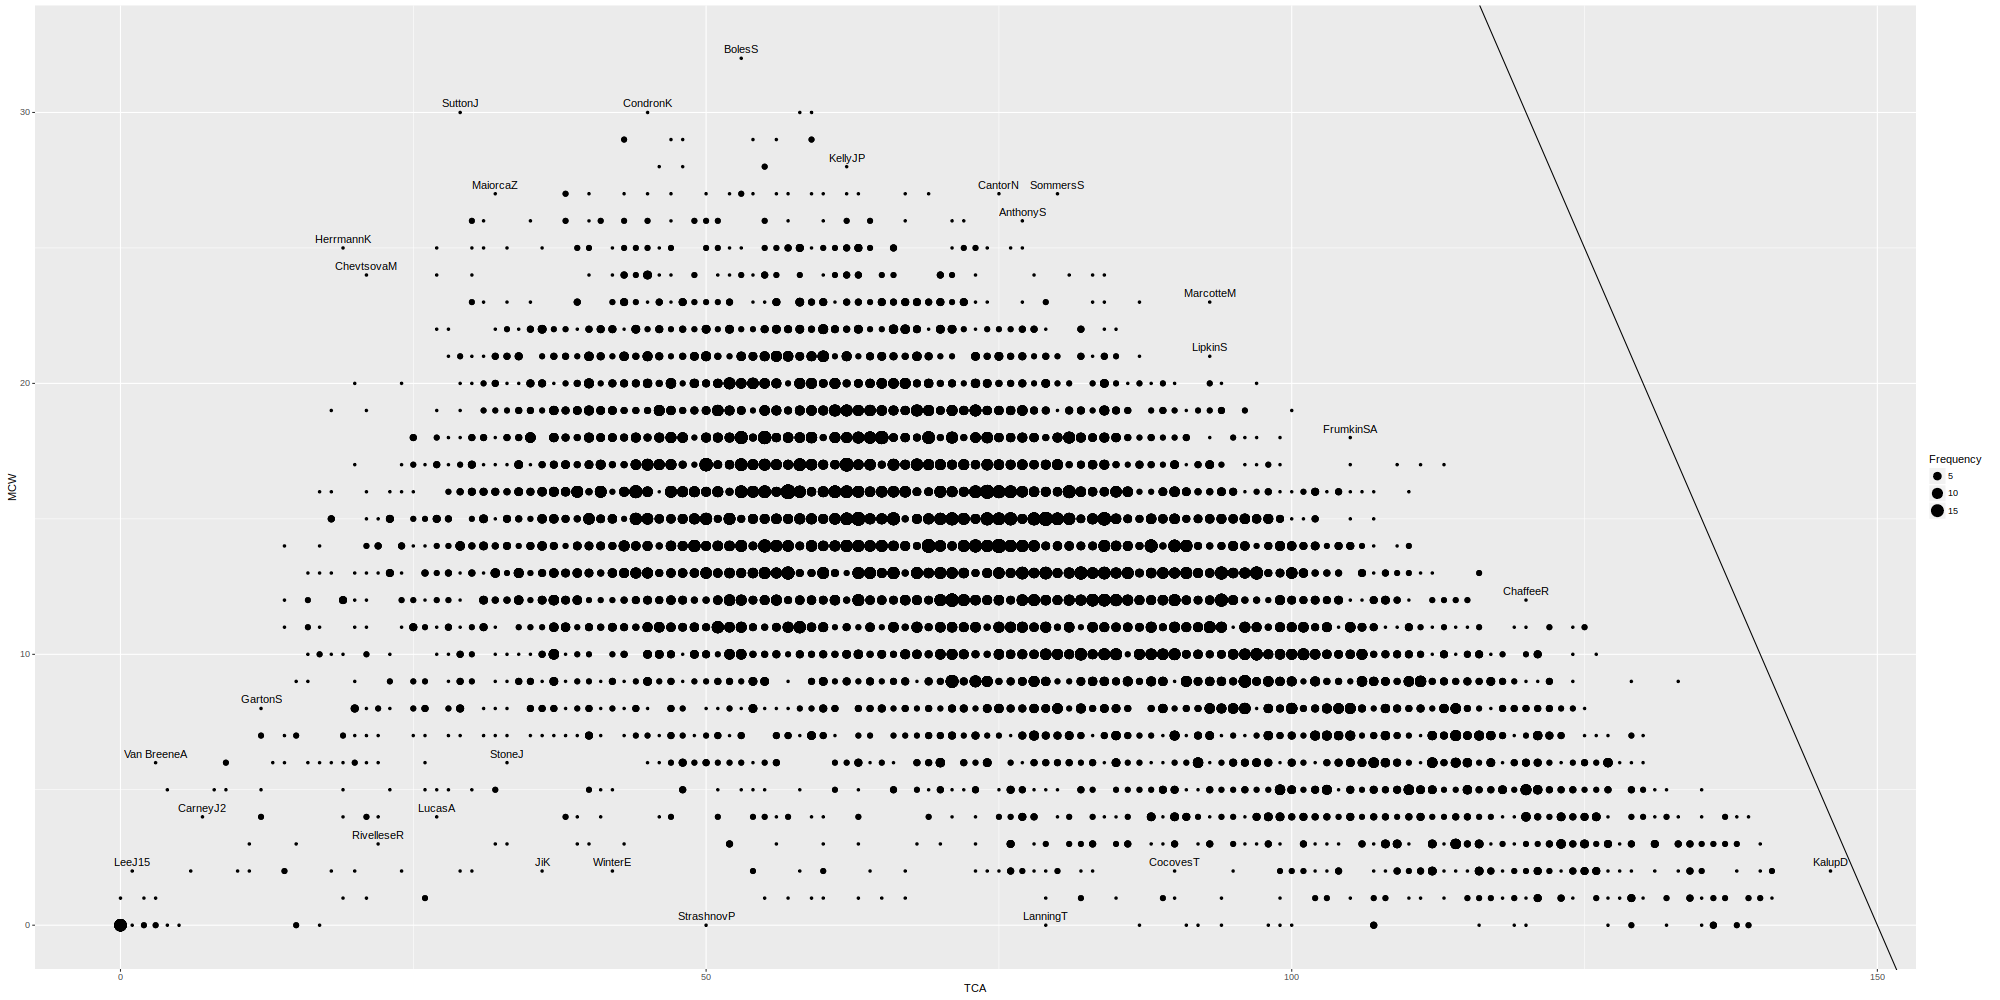 BolesS
SuttonJ
CondronK
30
KellyJP
MaiorcaZ
CantorN
SommersS
AnthonyS
HerrmannK
ChevtsovaM
MarcotteM
LipkinS
20
FrumkinSA
MCW
Frequency
5
10
15
ChaffeeR
10
GartonS
Van BreeneA
StoneJ
CarneyJ2
LucasA
RivelleseR
LeeJ15
JiK
WinterE
CocovesT
KalupD
StrashnovP
LanningT
0
0
50
100
150
TCA